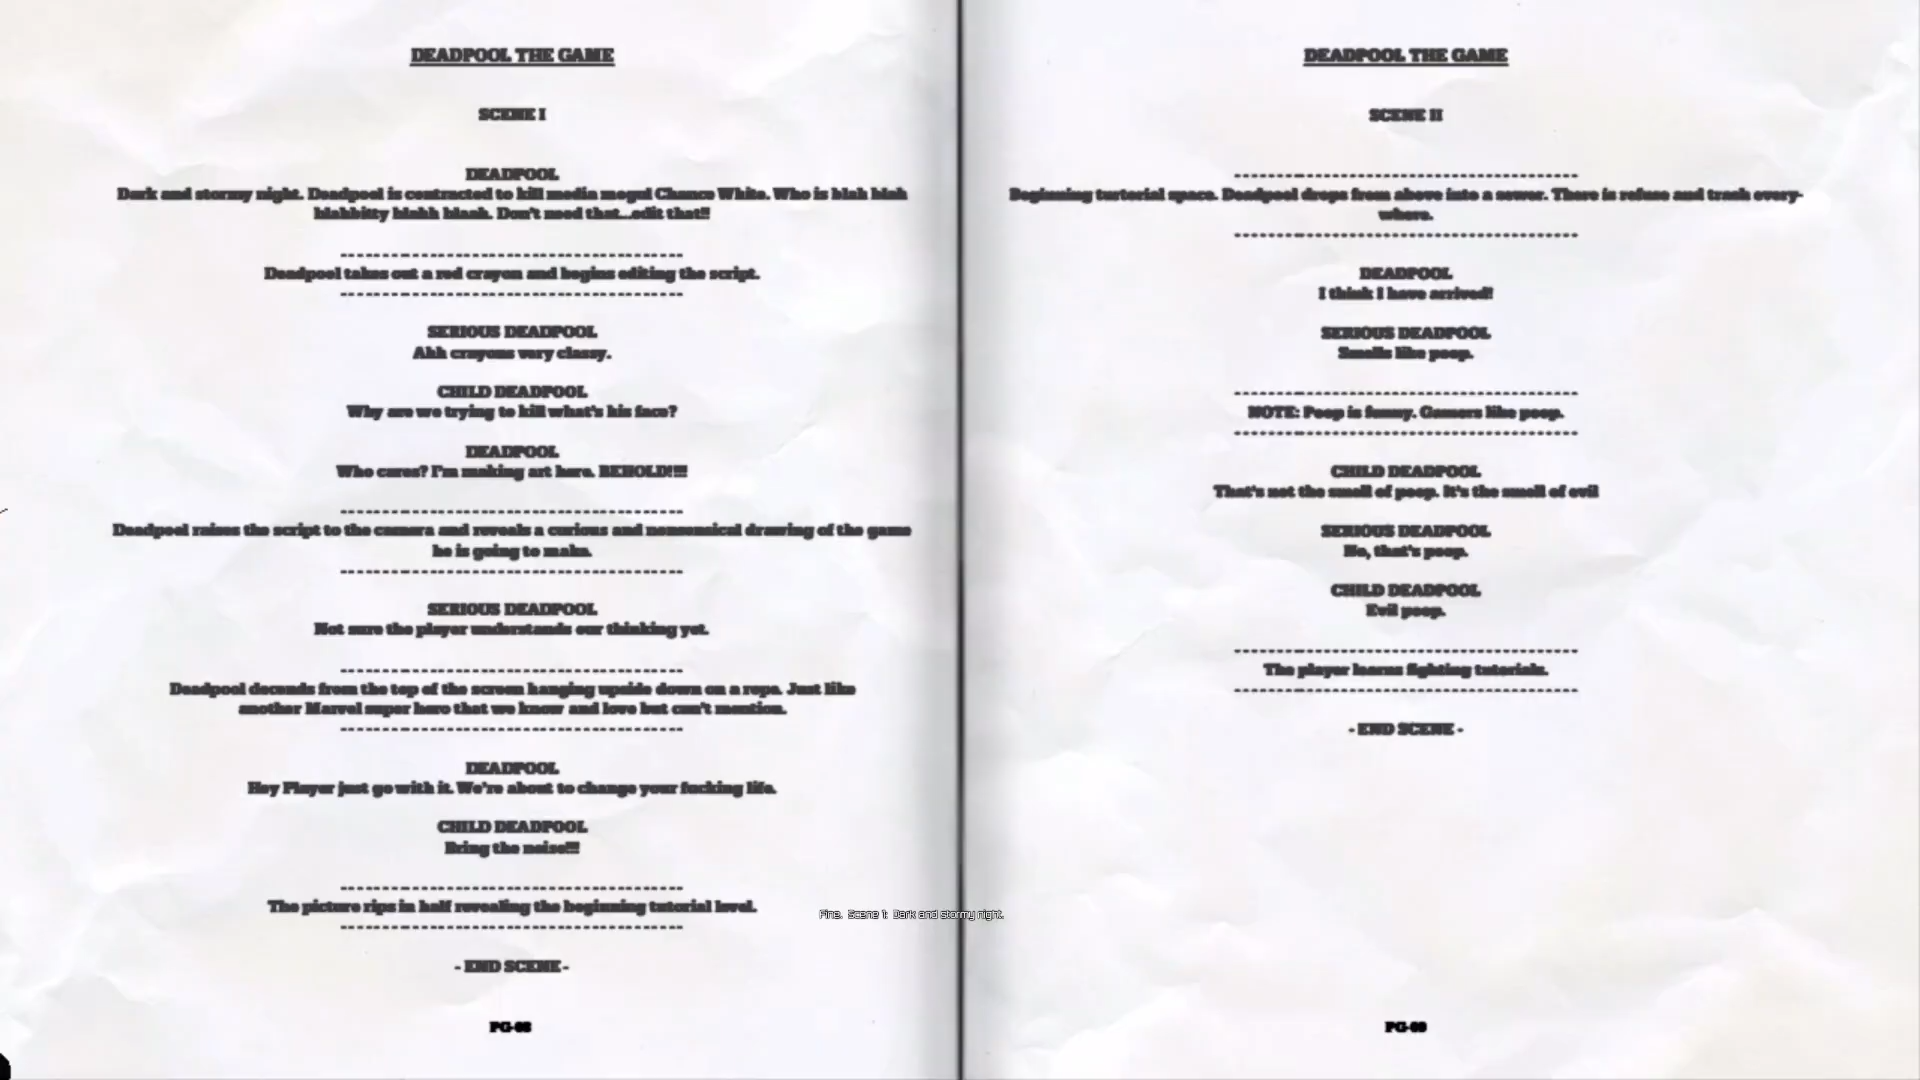 DEADPOOL THE GAME
SCENE I
DEADPOOL
Dark and stormy night. Deadpool is contracted to kill media mogul Chance White. Who is blah blah
blahbitty blahh blaah. Don't need that...edit that!!
Deadpool takes out a red crayon and begins editing the script.
SERIOUS DEADPOOL
Ahh crayons very classy.
CHILD DEADPOOL
Why are we trying to kill what's his face?
DEADPOOL
Who cares? I'm making art here. BEHOLD!!!!
Deadpool raises the script to the camera and reveals a curious and nonsensical drawing of the game
he is going to make.
SERIOUS DEADPOOL
Not sure the player understands our thinking yet.
Deadpool decends from the top of the screen hanging upside down on a rope. Just like
another Marvel super hero that we know and love but can't mention.
DEADPOOL
Hey Player just go with it. We're about to change your fucking life.
CHILD DEADPOOL
Bring the noise!!!
The picture rips in half revealing the beginning tutorial level.
- END SCENE -
PG-08
DEADPOOL THE GAME
SCENE II
Beginning turtorial space. Deadpool drops from above into a sewer. There is refuse and trash every-
where.
DEADPOOL
I think I have arrived!
SERIOUS DEADPOOL
Smells like poop.
NOTE: Poop is funny. Gamers like poop.
CHILD DEADPOOL
That's not the smell of poop. It's the smell of evil
SERIOUS DEADPOOL
No, that's poop.
CHILD DEADPOOL
Evil poop.
The player learns fighting tutorials.
- END SCENE -
PG-09
Fine. Scene 1: Dark and stormy night.